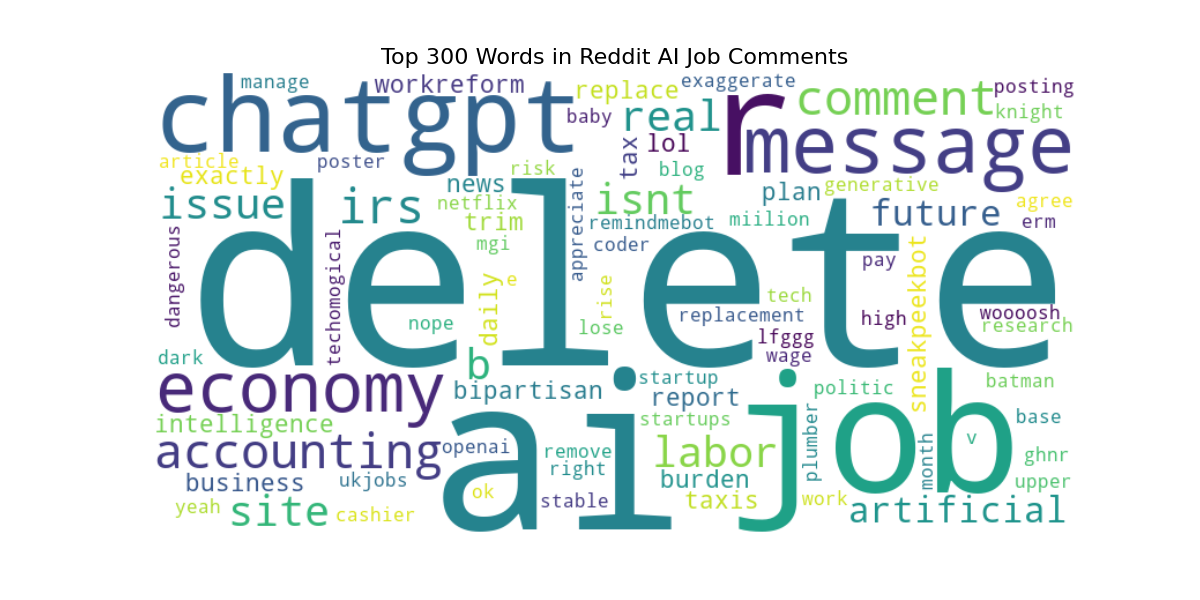 Top 300 Words in Reddit AI Job Comments
manage
workreform
exaggerate
chatgpt
replace
r
comment
posting
baby
real
knight
lol
message
tax
article
poster
exactly
risk
blog
news
appreciate
isnt
plan
generative
issue
irs
netflix
agree
trim
remindmebot
miilion
future
erm
delete
mgi
coder
dangerous
techomogical
pay
sneakpeekbot
daily
e
rise
tech
nope
lose
replacement
high
woooosh
research
lfggg
wage
dark
b
economy
bipartisan
startup
politic
batman
report
ai
job
intelligence
startups
plumber
base
accounting
openai
remove
labor
month
v
right
ghnr
business
ukjobs
burden
upper
ok
stable
taxis
work
yeah
site
cashier
artificial